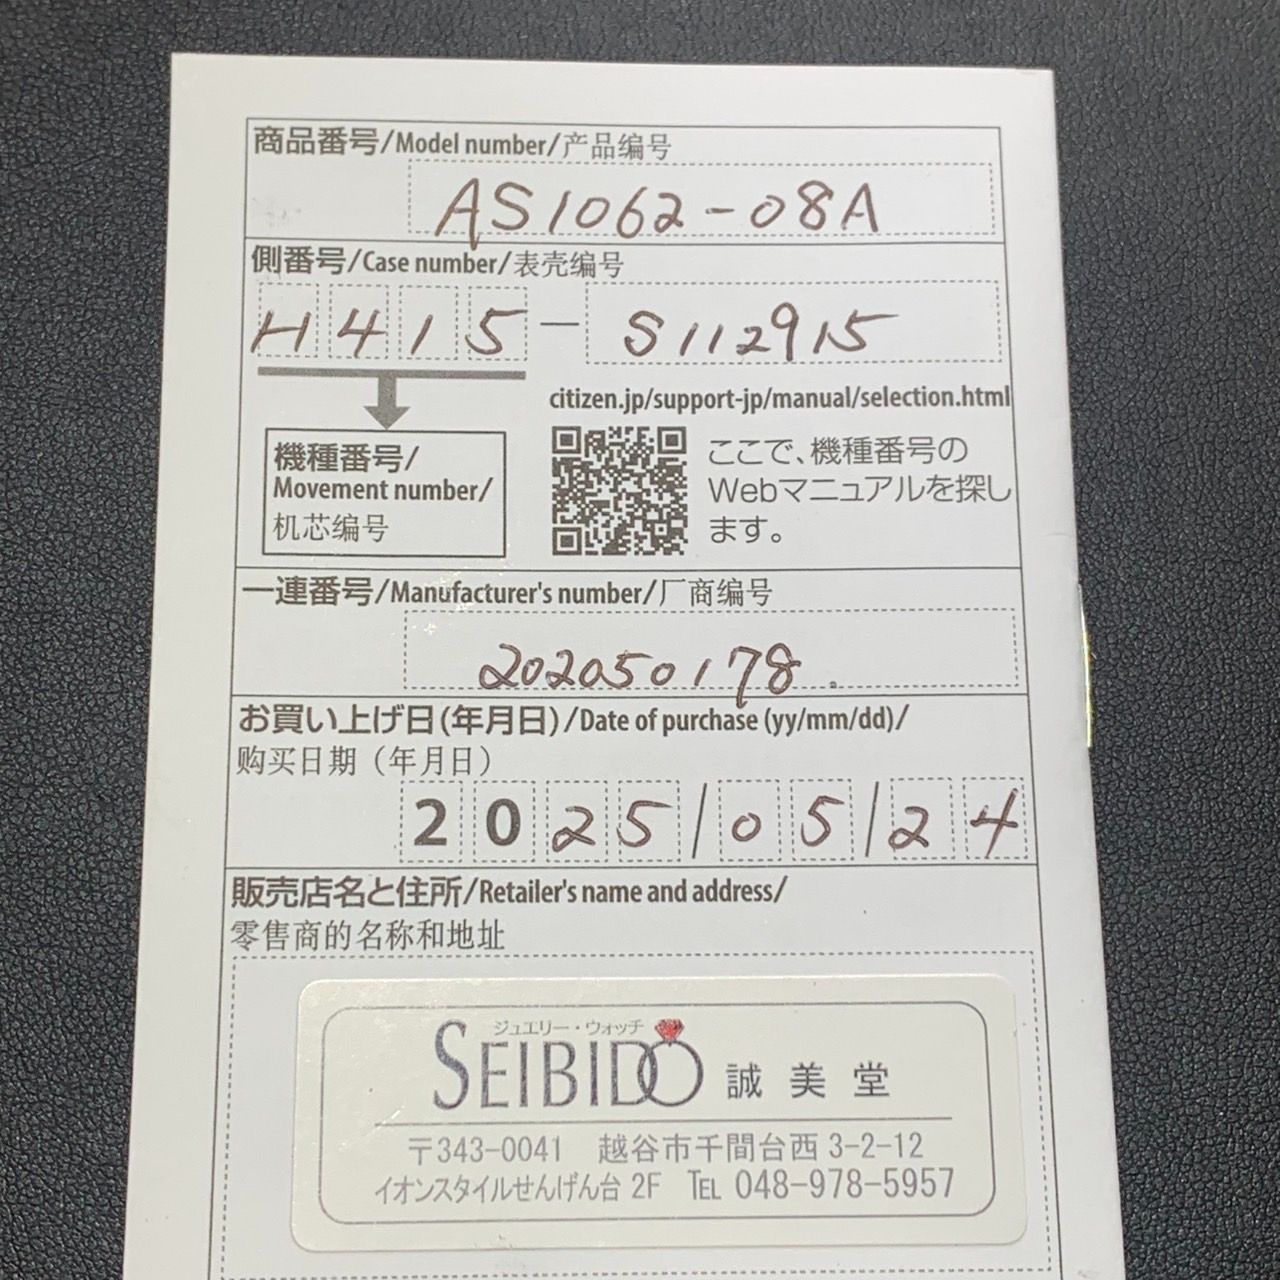 商品番号/Model number/产品编号
AS1062-08A
側番号/Case number/表壳编号
H415 — S112915
citizen.jp/support-jp/manual/selection.html
機種番号/
Movement number/
机芯编号
ここで、機種番号の
Webマニュアルを探し
ます。
一連番号/Manufacturer's number/厂商编号
202050178
お買い上げ日(年月日)/Date of purchase (yy/mm/dd)/
购买日期（年月日）
2025/05/24
販売店名と住所/Retailer's name and address/
零售商的名称和地址
ジュエリー・ウォッチ
SEIBIDO 誠美堂
〒343-0041 越谷市千間台西 3-2-12
イオンスタイルせんげん台 2F TEL 048-978-5957